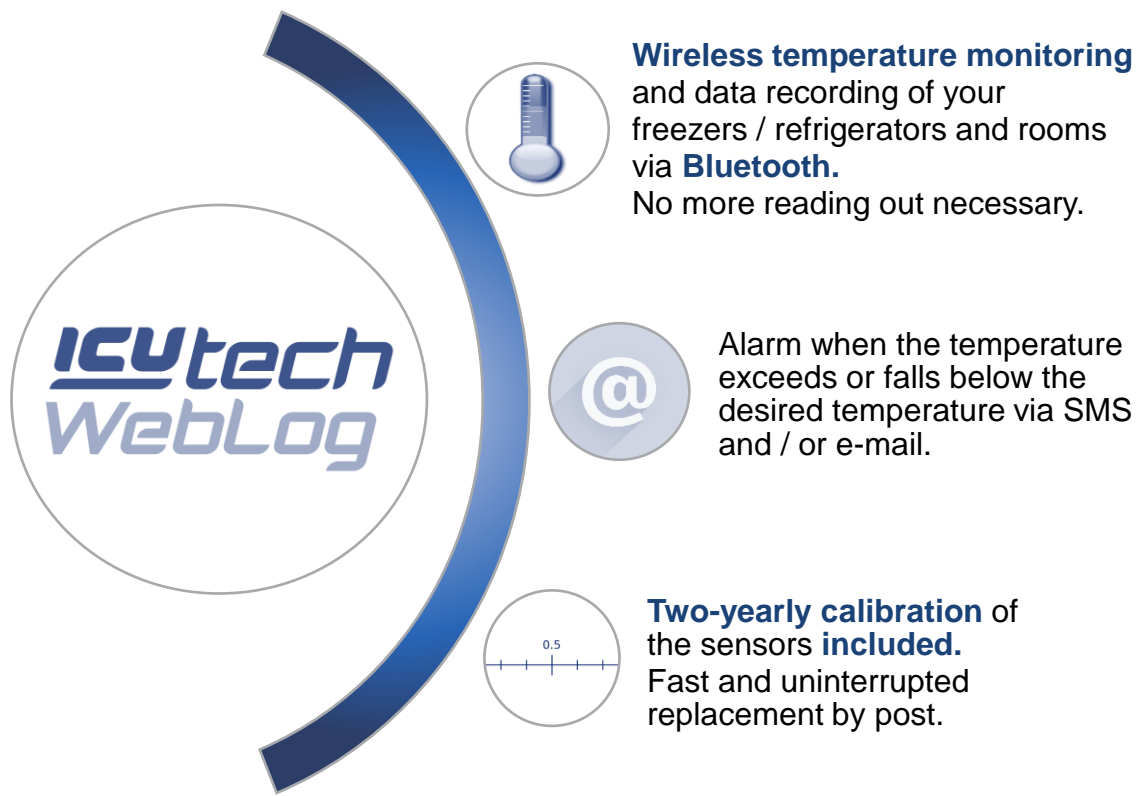 ICUtech
WebLog
Wireless temperature monitoring
and data recording of your
freezers / refrigerators and rooms
via Bluetooth.
No more reading out necessary.
@
Alarm when the temperature
exceeds or falls below the
desired temperature via SMS
and / or e-mail.
0.5
Two-yearly calibration of
the sensors included.
Fast and uninterrupted
replacement by post.